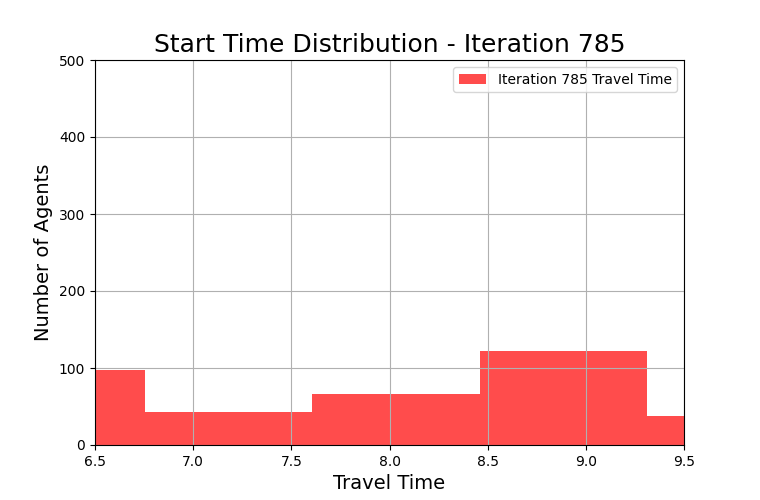 Start Time Distribution - Iteration 785
Iteration 785 Travel Time
500
400
300
200
100
0
Number of Agents
6.5 7.0 7.5 8.0 8.5 9.0 9.5
Travel Time